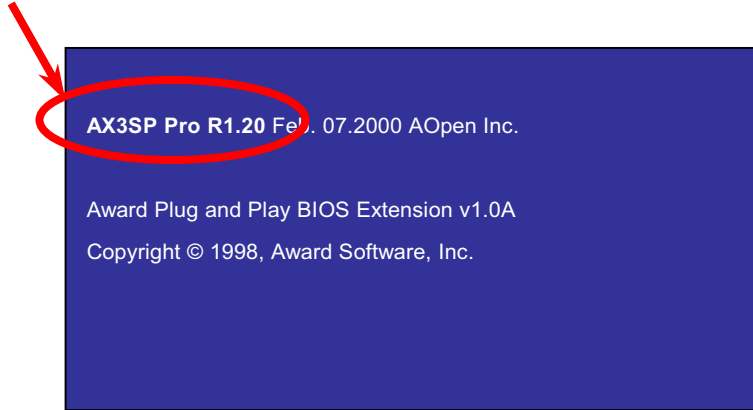 AX3SP Pro R1.20 Feb. 07.2000 AOpen Inc.
Award Plug and Play BIOS Extension v1.0A
Copyright © 1998, Award Software, Inc.